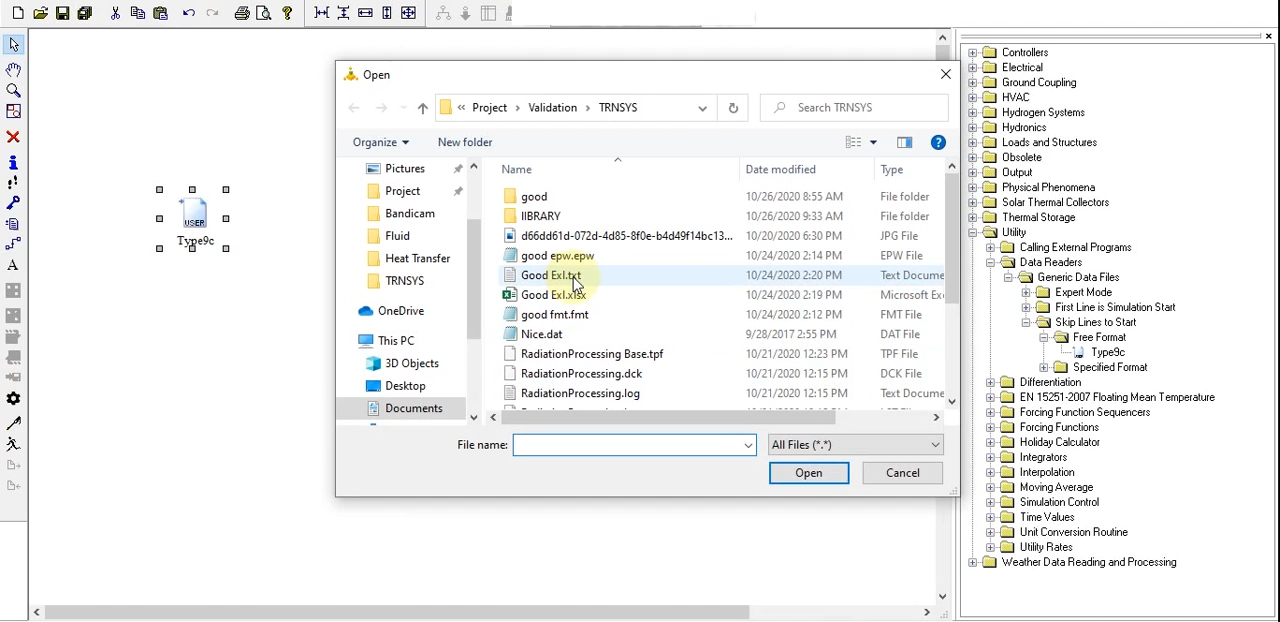 Open
« Project > Validation > TRNSYS
Search TRNSYS
Organize
New folder
Pictures
Project
Bandicam
Fluid
Heat Transfer
TRNSYS
OneDrive
This PC
3D Objects
Desktop
Documents
Name Date modified Type
good 10/26/2020 8:55 AM File folder
lIBRARY 10/26/2020 9:33 AM File folder
d66dd61d-072d-4d85-8f0e-b4d49f14bc13... 10/20/2020 6:30 PM JPG File
good epw.epw 10/24/2020 2:14 PM EPW File
Good Exl.txt 10/24/2020 2:20 PM Text Docume
Good Exl.xlsx 10/24/2020 2:19 PM Microsoft Ex
good fmt.fmt 10/24/2020 2:12 PM FMT File
Nice.dat 9/28/2017 2:55 PM DAT File
RadiationProcessing Base.tpf 10/21/2020 12:23 PM TPF File
RadiationProcessing.dck 10/21/2020 12:15 PM DCK File
RadiationProcessing.log 10/21/2020 12:15 PM Text Docume
File name:
All Files (*.*)
Open
Cancel
USER
Type9c
A
Controllers
Electrical
Ground Coupling
HVAC
Hydrogen Systems
Hydronics
Loads and Structures
Obsolete
Output
Physical Phenomena
Solar Thermal Collectors
Thermal Storage
Utility
Calling External Programs
Data Readers
Generic Data Files
Expert Mode
First Line is Simulation Start
Skip Lines to Start
Free Format
Type9c
Specified Format
Differentiation
EN 15251-2007 Floating Mean Temperature
Forcing Function Sequencers
Forcing Functions
Holiday Calculator
Integrators
Interpolation
Moving Average
Simulation Control
Time Values
Unit Conversion Routine
Utility Rates
Weather Data Reading and Processing